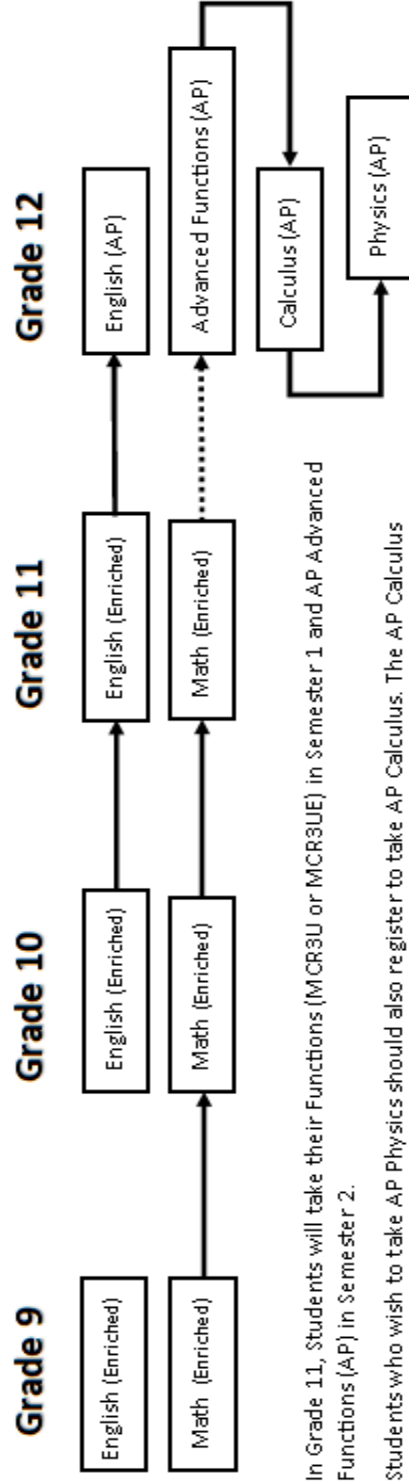 Grade 9
Grade 10
Grade 11
Grade 12
English (Enriched)
English (Enriched)
English (Enriched)
English (AP)
Math (Enriched)
Math (Enriched)
Math (Enriched)
Advanced Functions (AP)
Calculus (AP)
Physics (AP)
In Grade 11, Students will take their Functions (MCR3U or MCR3UE) in Semester 1 and AP Advanced
Functions (AP) in Semester 2.
Students who wish to take AP Physics should also register to take AP Calculus. The AP Calculus